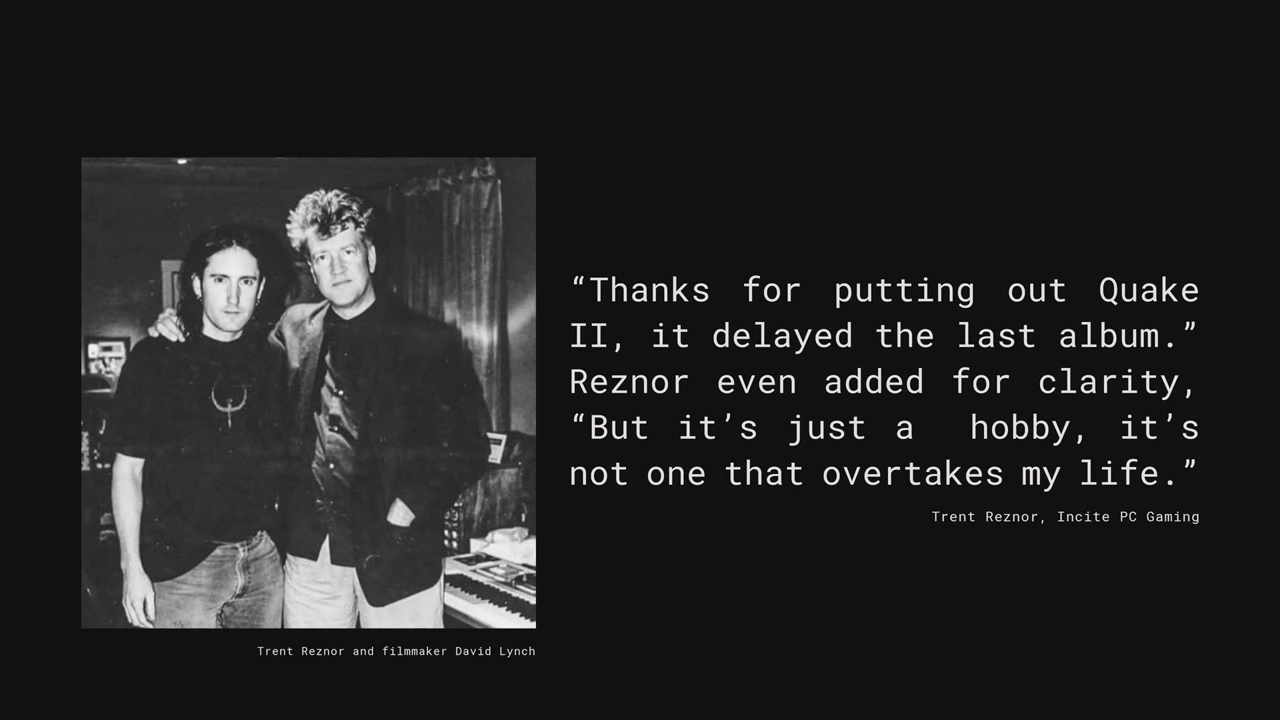 “Thanks for putting out Quake
II, it delayed the last album.”
Reznor even added for clarity,
“But it’s just a hobby, it’s
not one that overtakes my life.”
Trent Reznor, Incite PC Gaming
Trent Reznor and filmmaker David Lynch